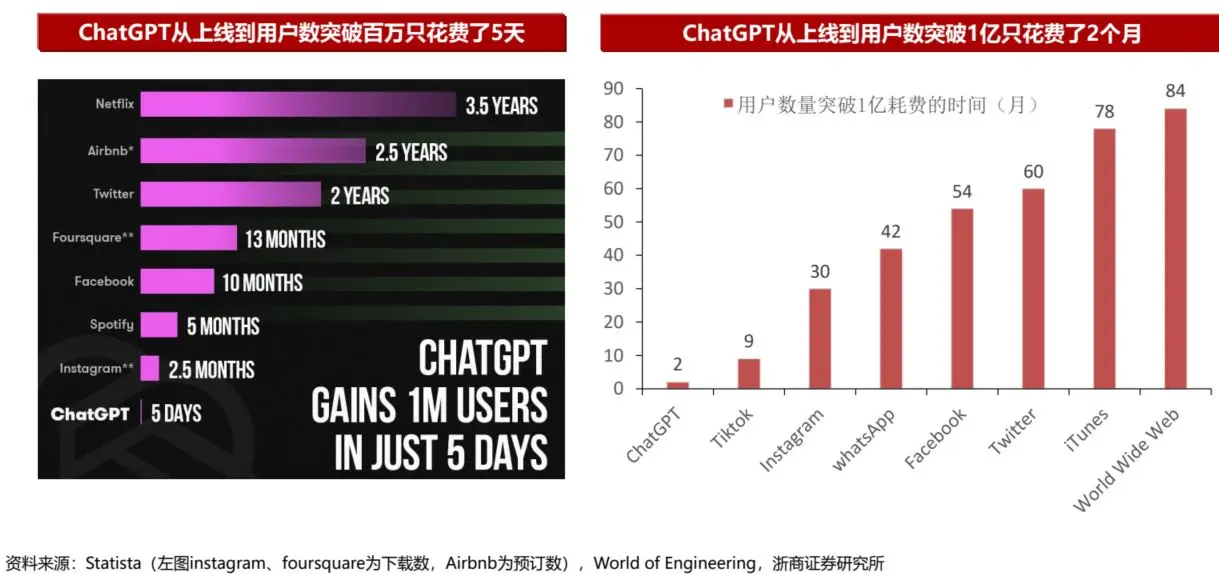 ChatGPT从上线到用户数突破百万只花费了5天
Netflix
3.5 YEARS
Airbnb*
2.5 YEARS
Twitter
2 YEARS
Foursquare**
13 MONTHS
Facebook
10 MONTHS
Spotify
5 MONTHS
Instagram**
2.5 MONTHS
ChatGPT
5 DAYS
CHATGPT
GAINS 1M USERS
IN JUST 5 DAYS
ChatGPT从上线到用户数突破1亿只花费了2个月
用户数量突破1亿耗费的时间（月）
90
80
70
60
50
40
30
20
10
0
2
9
30
42
54
60
78
84
ChatGPT
Tiktok
Instagram
whatsApp
Facebook
Twitter
iTunes
World Wide Web
资料来源：Statista（左图instagram、foursquare为下载数，Airbnb为预订数），World of Engineering，浙商证券研究所